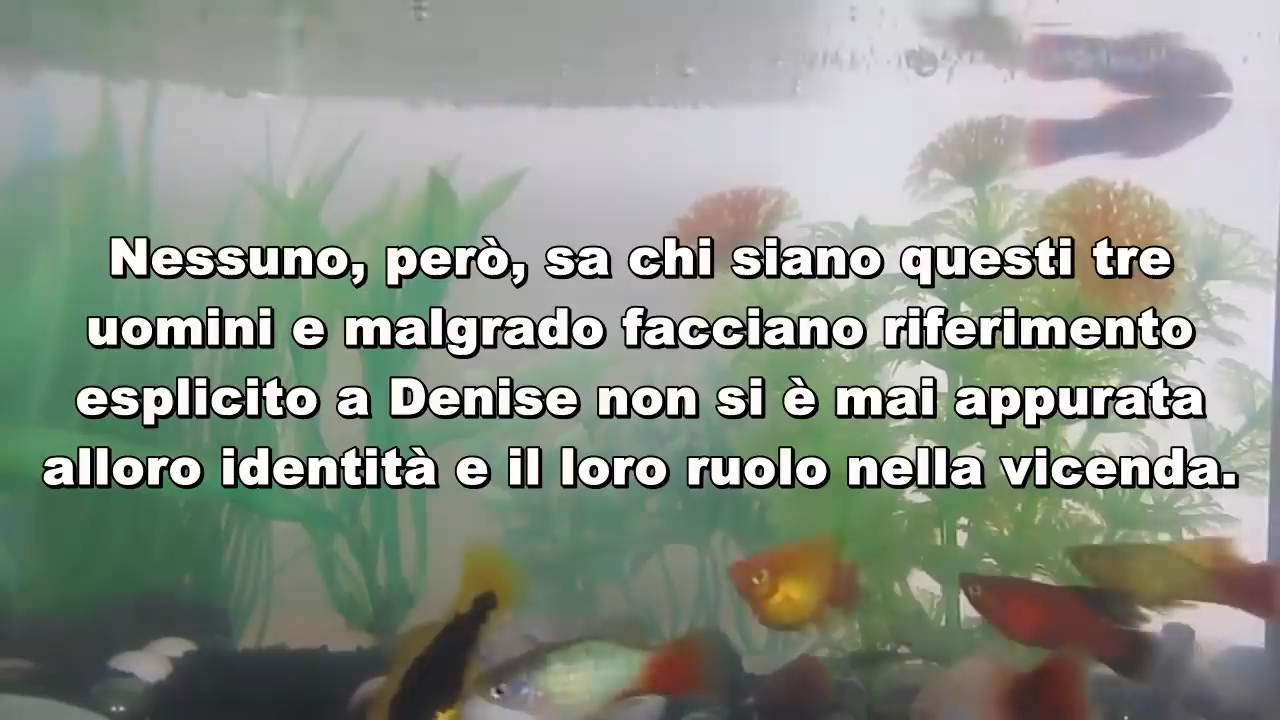 Nessuno, però, sa chi siano questi tre
uomini e malgrado facciano riferimento
esplicito a Denise non si è mai appurata
alloro identità e il loro ruolo nella vicenda.